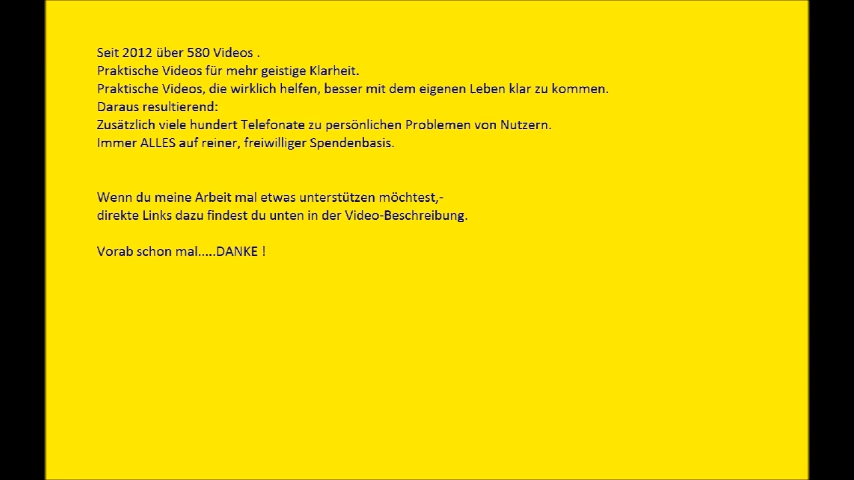 Seit 2012 über 580 Videos .
Praktische Videos für mehr geistige Klarheit.
Praktische Videos, die wirklich helfen, besser mit dem eigenen Leben klar zu kommen.
Daraus resultierend:
Zusätzlich viele hundert Telefonate zu persönlichen Problemen von Nutzern.
Immer ALLES auf reiner, freiwilliger Spendenbasis.
Wenn du meine Arbeit mal etwas unterstützen möchtest,-
direkte Links dazu findest du unten in der Video-Beschreibung.
Vorab schon mal.....DANKE !